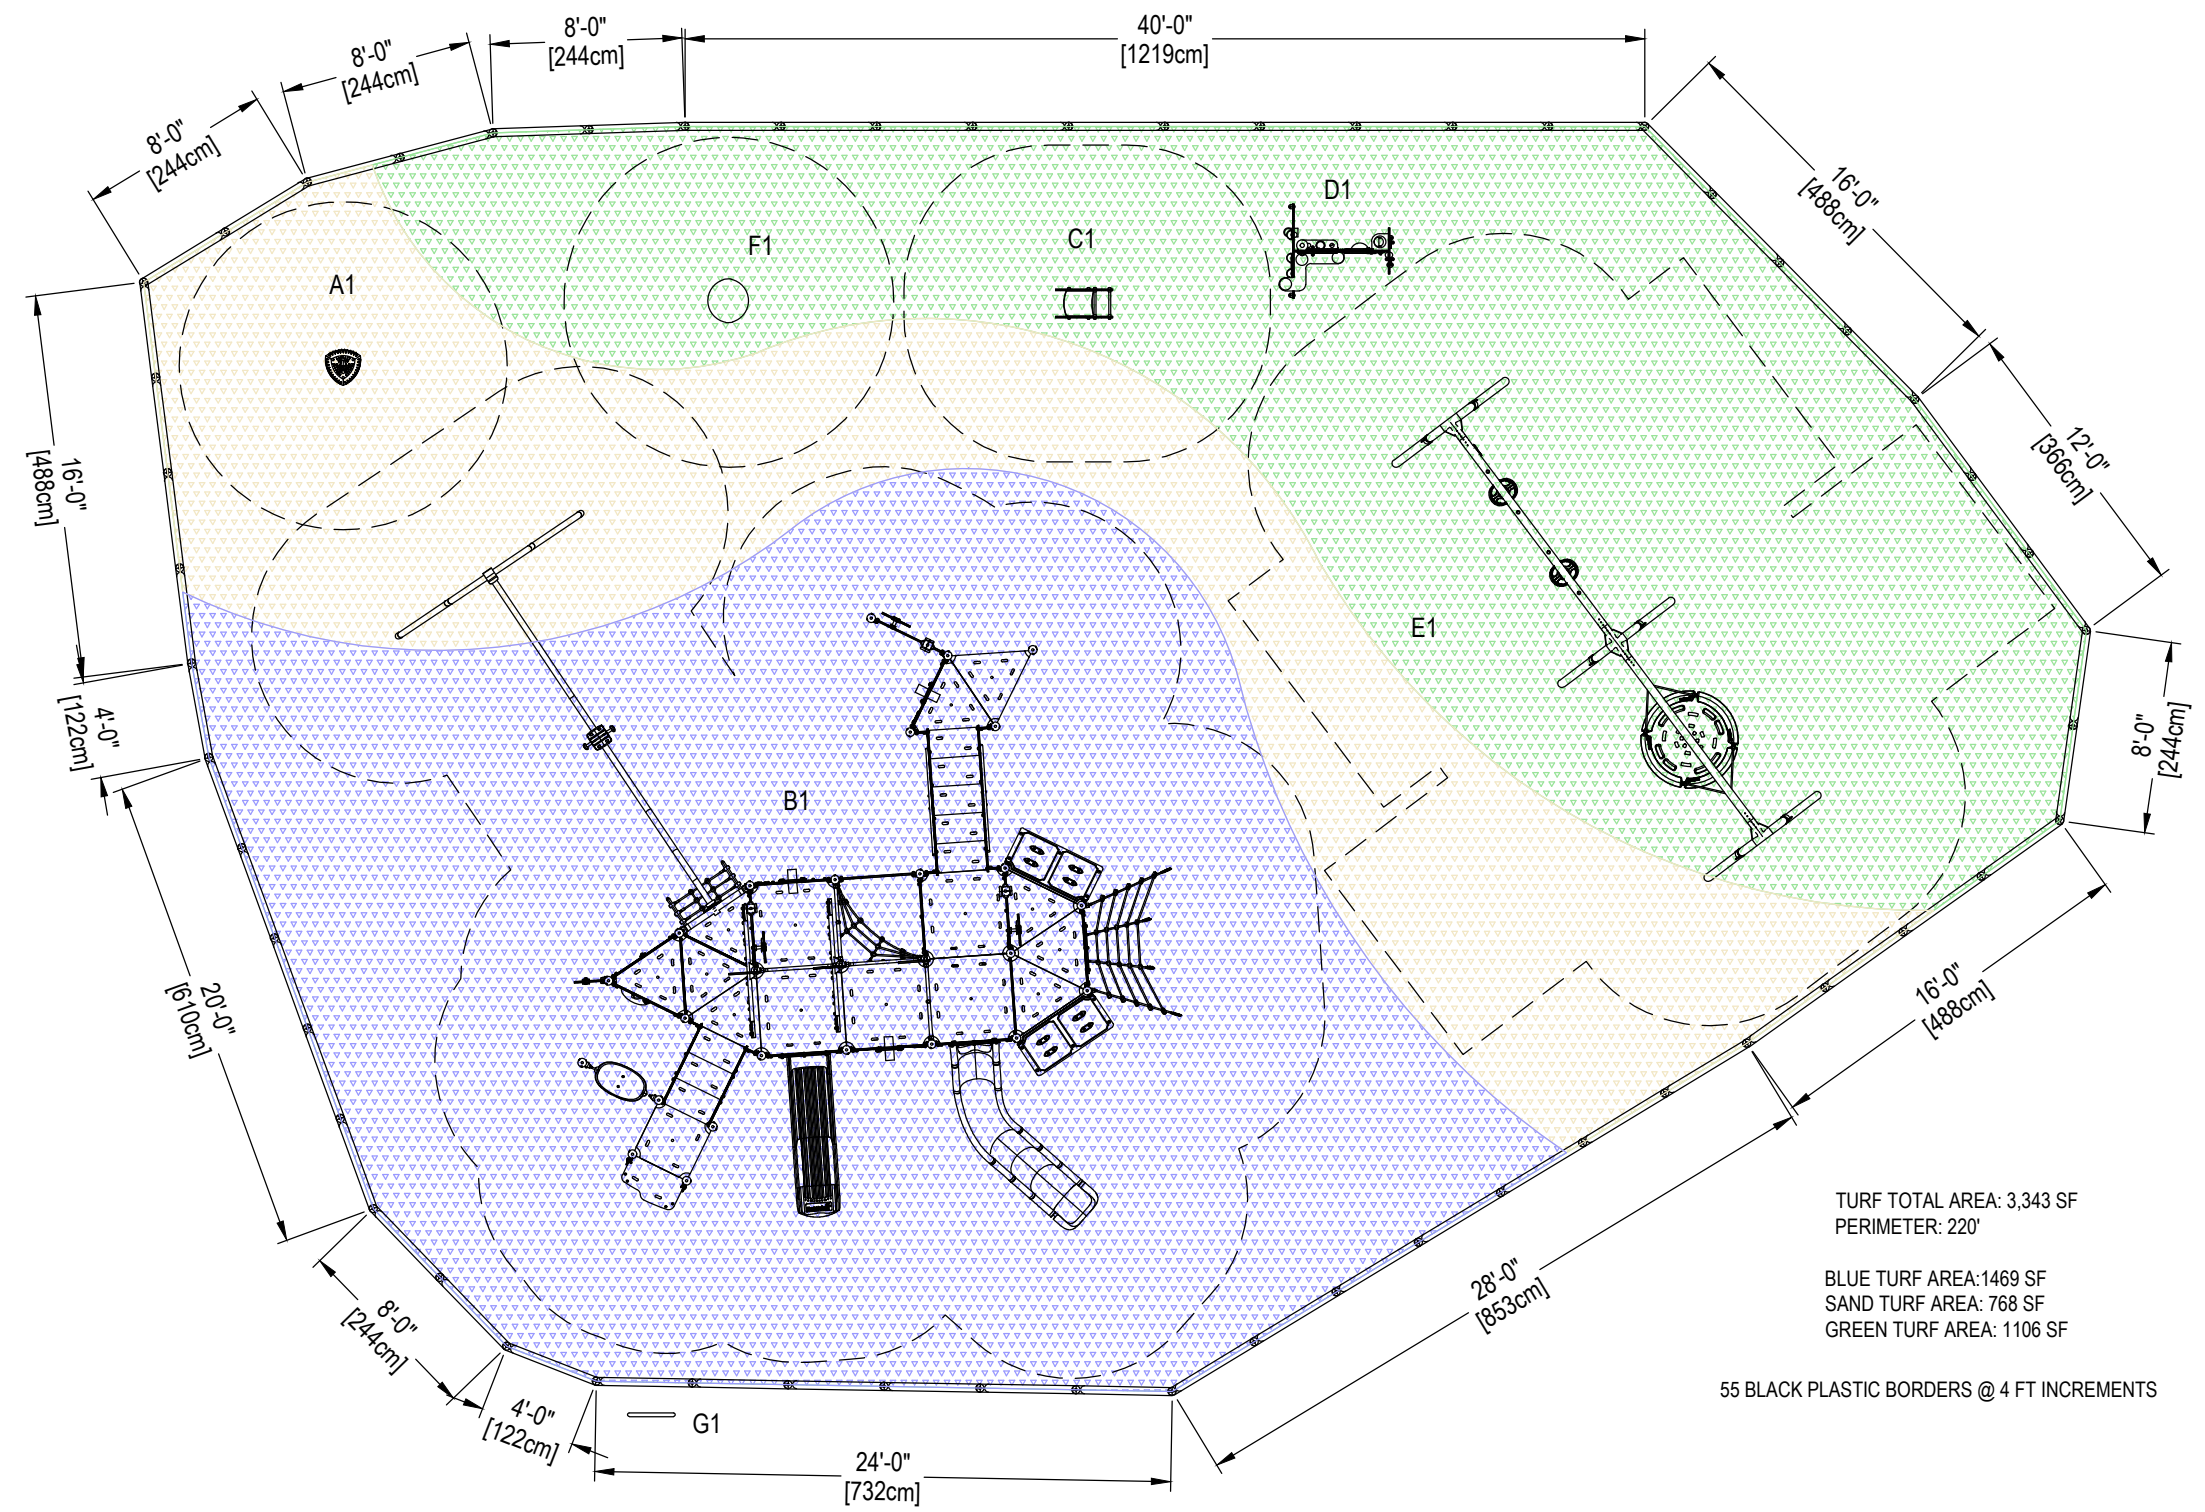 8'-0"
[244cm]
40'-0"
[1219cm]
8'-0"
[244cm]
8'-0"
[244cm]
16'-0"
[488cm]
D1
F1
C1
A1
12'-0"
[366cm]
16'-0"
[488cm]
E1
4'-0"
[122cm]
8'-0"
[244cm]
B1
20'-0"
[610cm]
16'-0"
[488cm]
TURF TOTAL AREA: 3,343 SF
PERIMETER: 220'
BLUE TURF AREA:1469 SF
SAND TURF AREA: 768 SF
GREEN TURF AREA: 1106 SF
28'-0"
[853cm]
8'-0"
[244cm]
55 BLACK PLASTIC BORDERS @ 4 FT INCREMENTS
4'-0"
[122cm]
G1
24'-0"
[732cm]